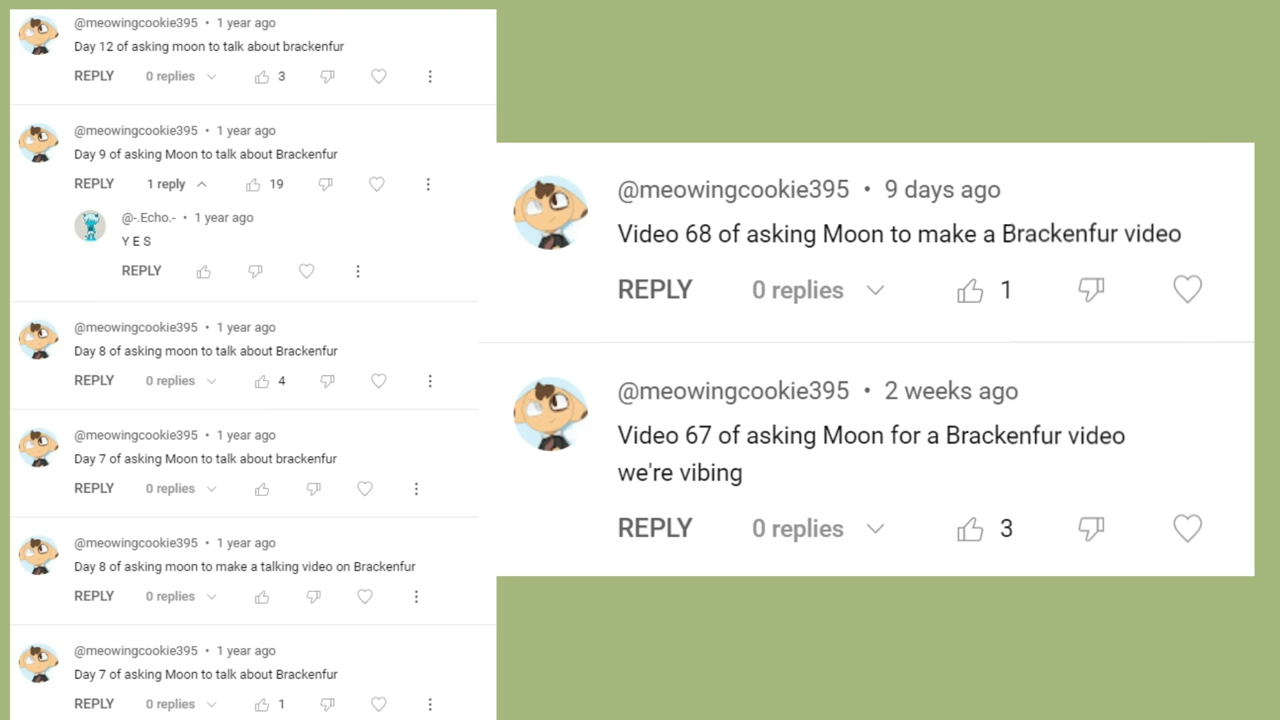 @meowingcookie395 • 1 year ago
Day 12 of asking moon to talk about brackenfur
REPLY 0 replies 3
@meowingcookie395 • 1 year ago
Day 9 of asking Moon to talk about Brackenfur
REPLY 1 reply 19
@-.Echo.- • 1 year ago
Y E S
REPLY
@meowingcookie395 • 1 year ago
Day 8 of asking moon to talk about Brackenfur
REPLY 0 replies 4
@meowingcookie395 • 1 year ago
Day 7 of asking Moon to talk about brackenfur
REPLY 0 replies
@meowingcookie395 • 1 year ago
Day 8 of asking moon to make a talking video on Brackenfur
REPLY 0 replies
@meowingcookie395 • 1 year ago
Day 7 of asking Moon to talk about Brackenfur
REPLY 0 replies 1
@meowingcookie395 • 9 days ago
Video 68 of asking Moon to make a Brackenfur video
REPLY 0 replies 1
@meowingcookie395 • 2 weeks ago
Video 67 of asking Moon for a Brackenfur video
we're vibing
REPLY 0 replies 3